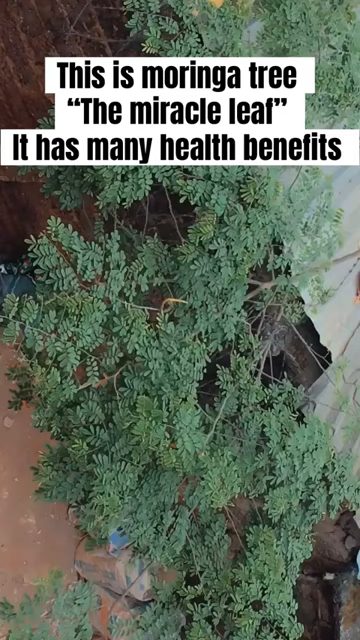 This is moringa tree
“The miracle leaf”
It has many health benefits